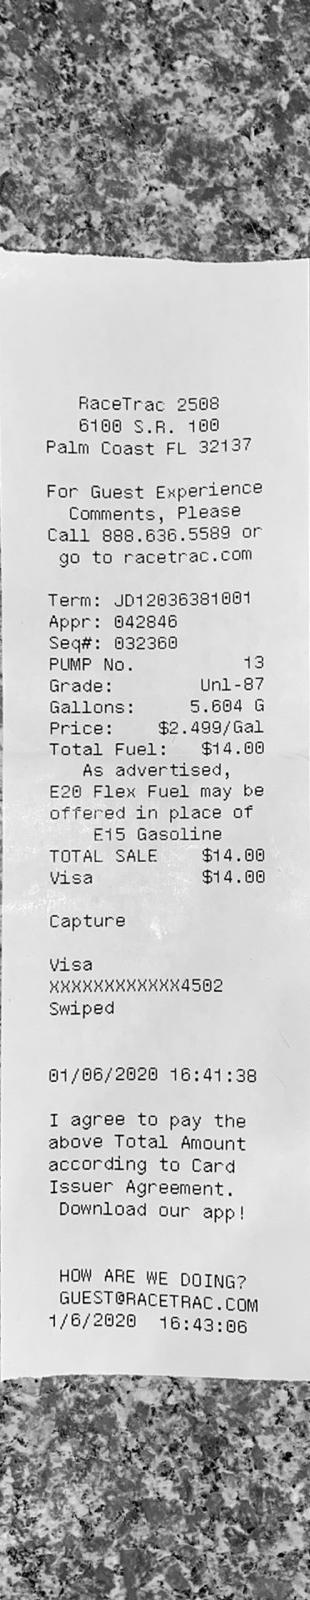 RaceTrac 2508
6100 S.R. 100
Palm Coast FL 32137
For Guest Experience
Comments, Please
Call 888.636.5589 or
go to racetrac.com
Term: JD12036381001
Appr: 042846
Seq#: 032360
PUMP No. 13
Grade: Unl-87
Gallons: 5.604 G
Price: $2.499/Gal
Total Fuel: $14.00
As advertised,
E20 Flex Fuel may be
offered in place of
E15 Gasoline
TOTAL SALE $14.00
Visa $14.00
Capture
Visa
XXXXXXXXXXXX4502
Swiped
01/06/2020 16:41:38
I agree to pay the
above Total Amount
according to Card
Issuer Agreement.
Download our app!
HOW ARE WE DOING?
GUEST@RACETRAC.COM
1/6/2020 16:43:06